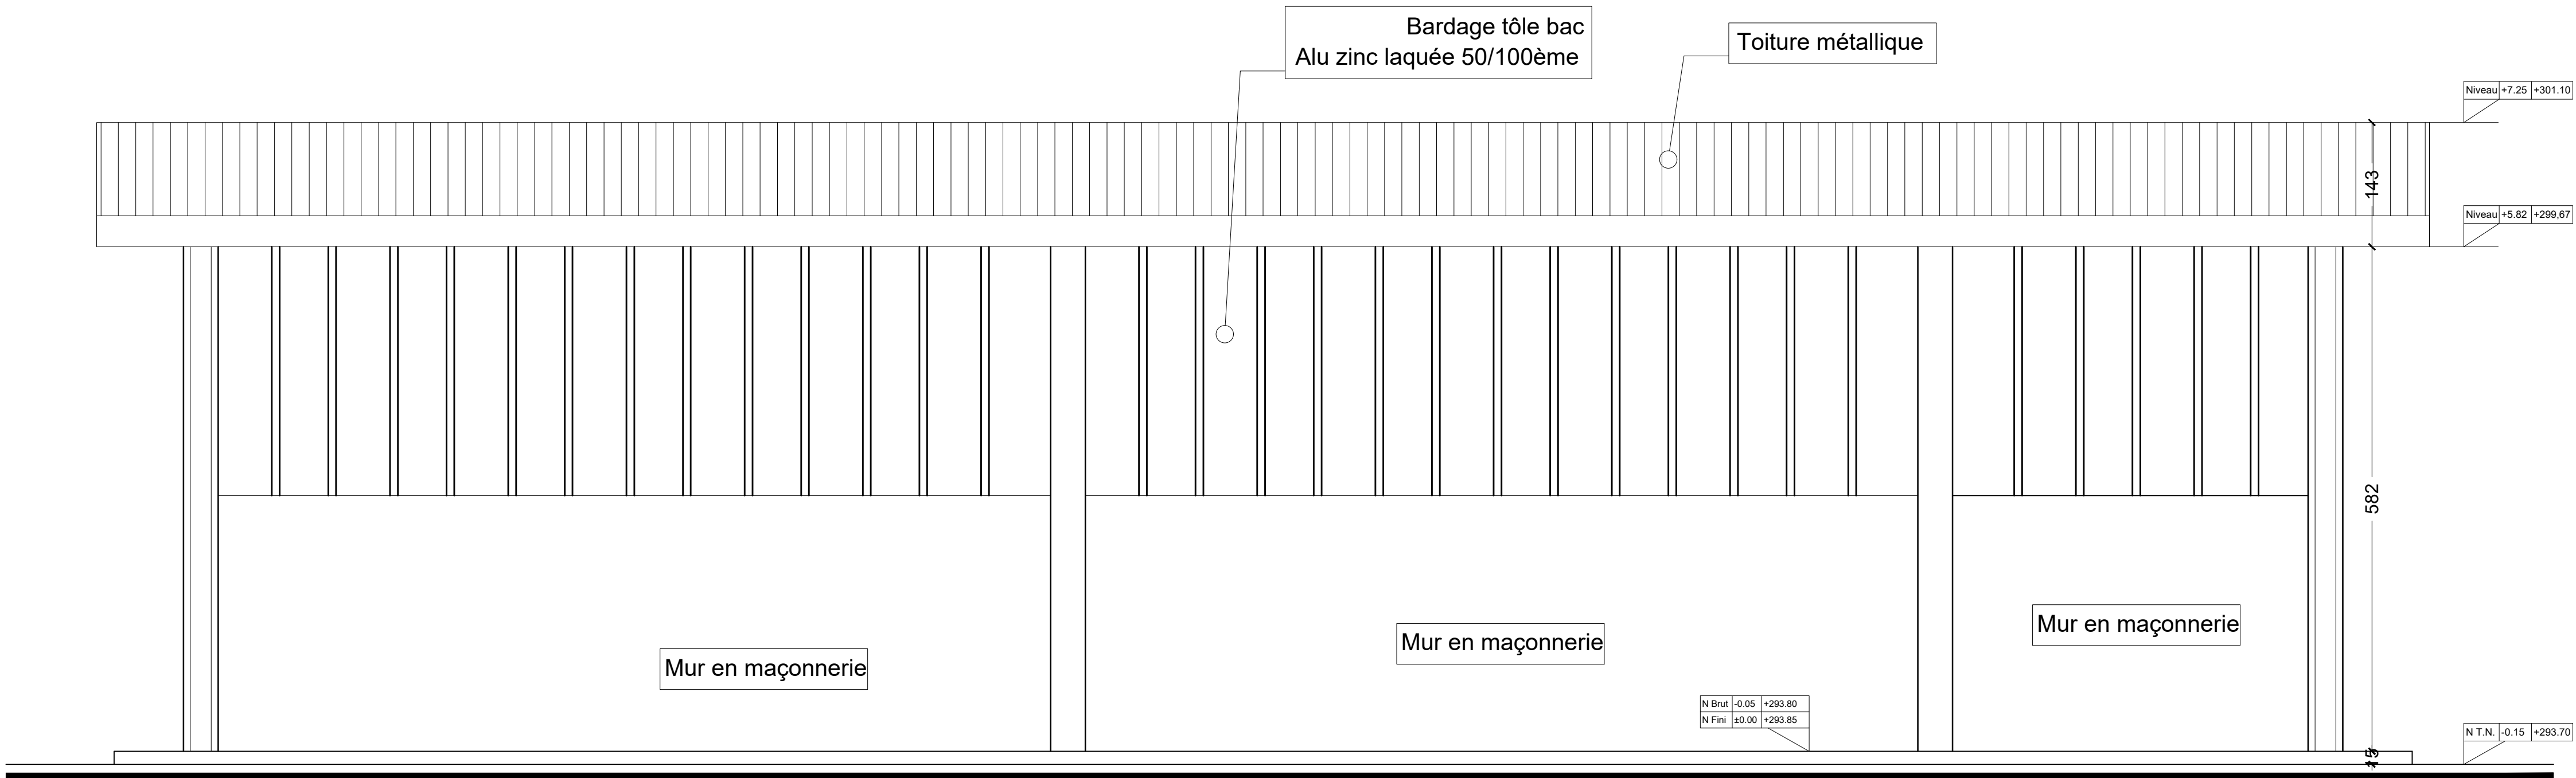 Bardage tôle bac
Alu zinc laquée 50/100ème
Toiture métallique
Niveau +7.25 +301.10
143
Niveau +5.82 +299,67
582
Mur en maçonnerie
Mur en maçonnerie
Mur en maçonnerie
N Brut -0.05 +293.80
N Fini ±0.00 +293.85
N T.N. -0.15 +293.70
15